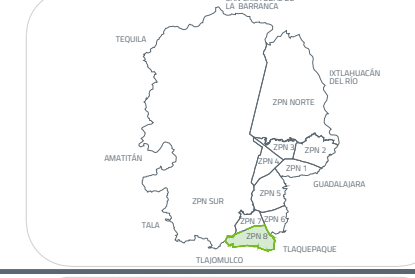 LA BARRANCA
TEQUILA
IXTLAHUACÁN
DEL RÍO
ZPN NORTE
ZPN 3
ZPN 2
ZPN 4
ZPN 1
AMATITÁN
GUADALAJARA
ZPN 5
ZPN SUR
ZPN 7
ZPN 6
TALA
ZPN 8
TLAQUEPAQUE
TLAJOMULCO